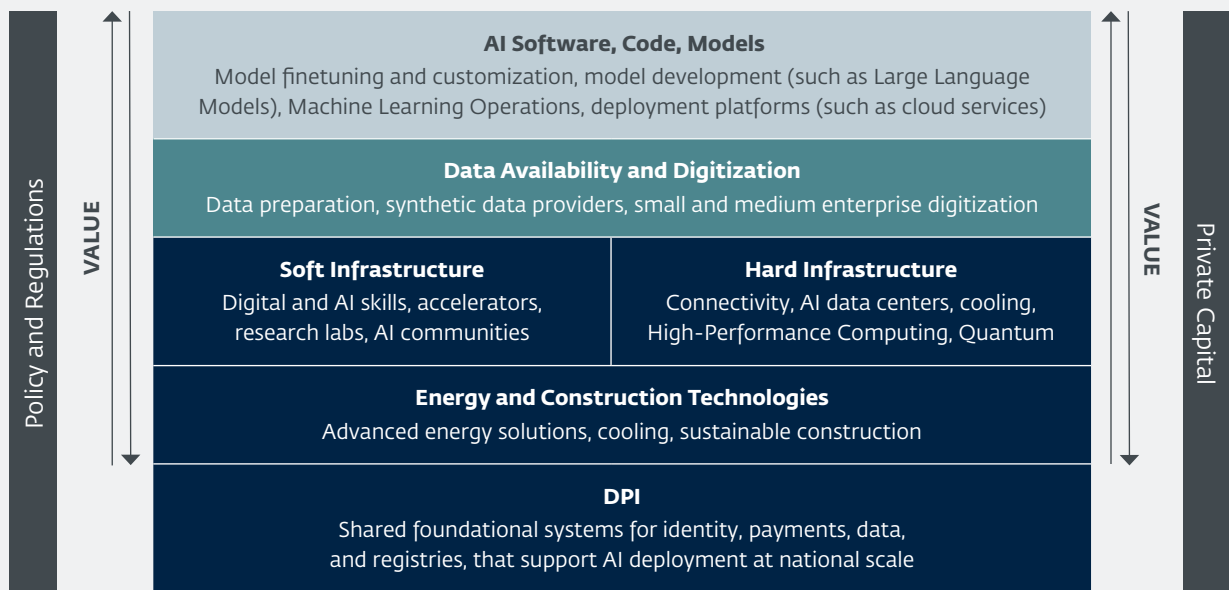 Policy and Regulations
VALUE
AI Software, Code, Models
Model finetuning and customization, model development (such as Large Language
Models), Machine Learning Operations, deployment platforms (such as cloud services)
Data Availability and Digitization
Data preparation, synthetic data providers, small and medium enterprise digitization
Soft Infrastructure
Digital and AI skills, accelerators,
research labs, AI communities
Hard Infrastructure
Connectivity, AI data centers, cooling,
High-Performance Computing, Quantum
Energy and Construction Technologies
Advanced energy solutions, cooling, sustainable construction
DPI
Shared foundational systems for identity, payments, data,
and registries, that support AI deployment at national scale
VALUE
Private Capital